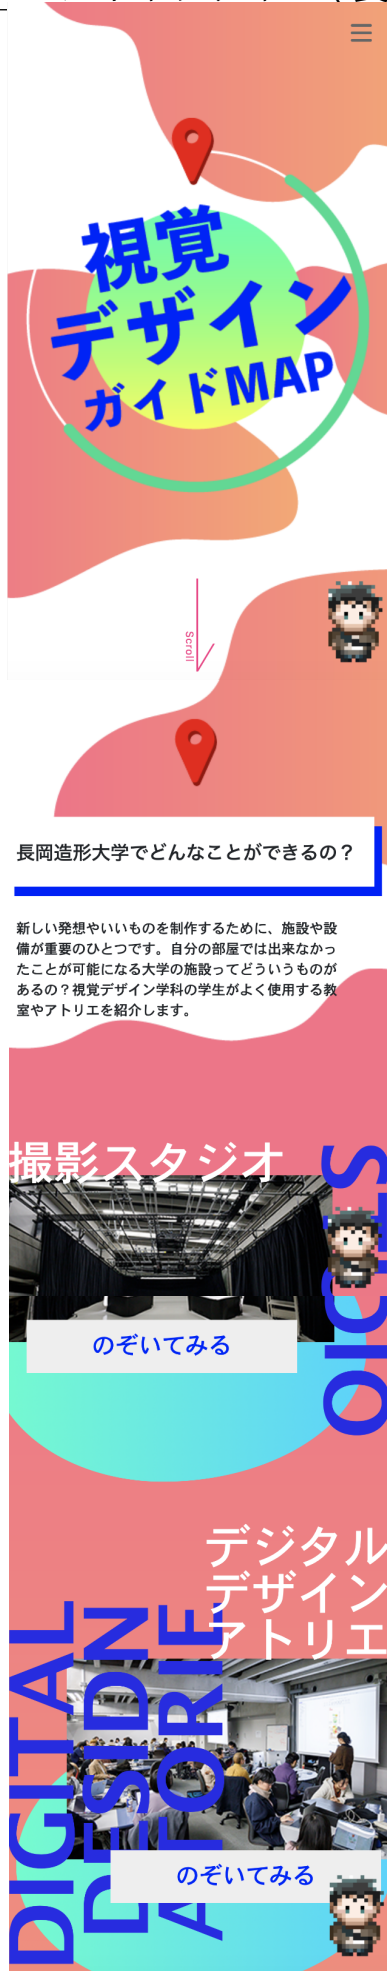 視覚
デザイン
ガイドMAP
Scroll
長岡造形大学でどんなことができるの？
新しい発想やいいものを制作するために、施設や設
備が重要のひとつです。自分の部屋では出来なかっ
たことが可能になる大学の施設ってどういうものが
あるの？視覚デザイン学科の学生がよく使用する教
室やアトリエを紹介します。
撮影スタジオ
のぞいてみる
デジタル
デザイン
アトリエ
DIGITAL
DESIDN
のぞいてみる